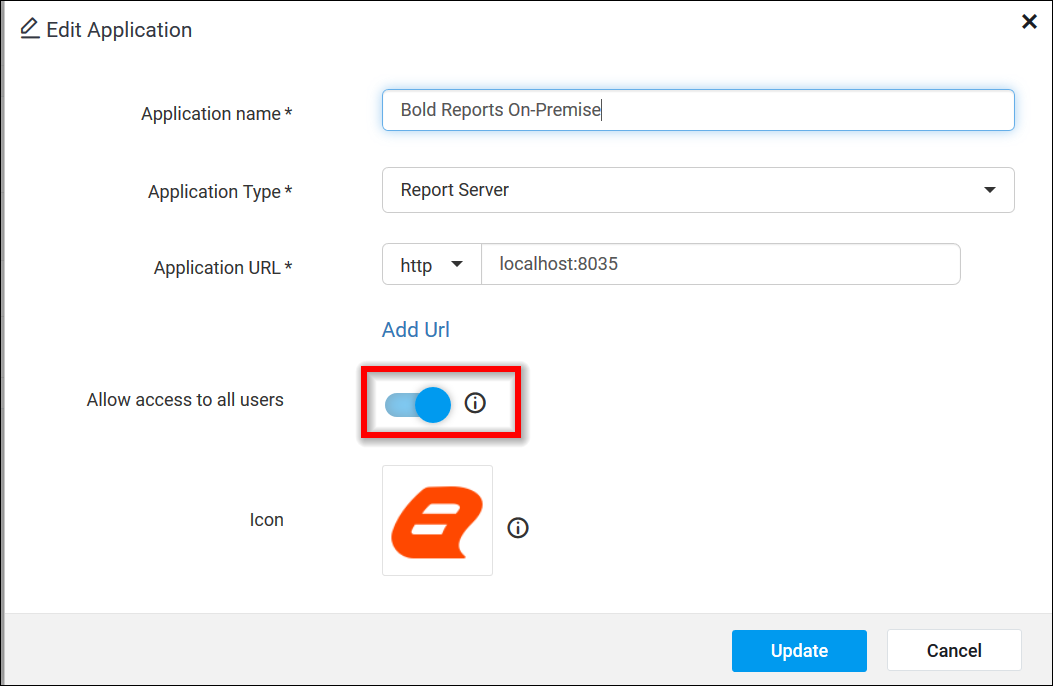 Edit Application
Application name *
Bold Reports On-Premise
Application Type *
Report Server
Application URL *
http
localhost:8035
Add Url
Allow access to all users
Icon
Update
Cancel